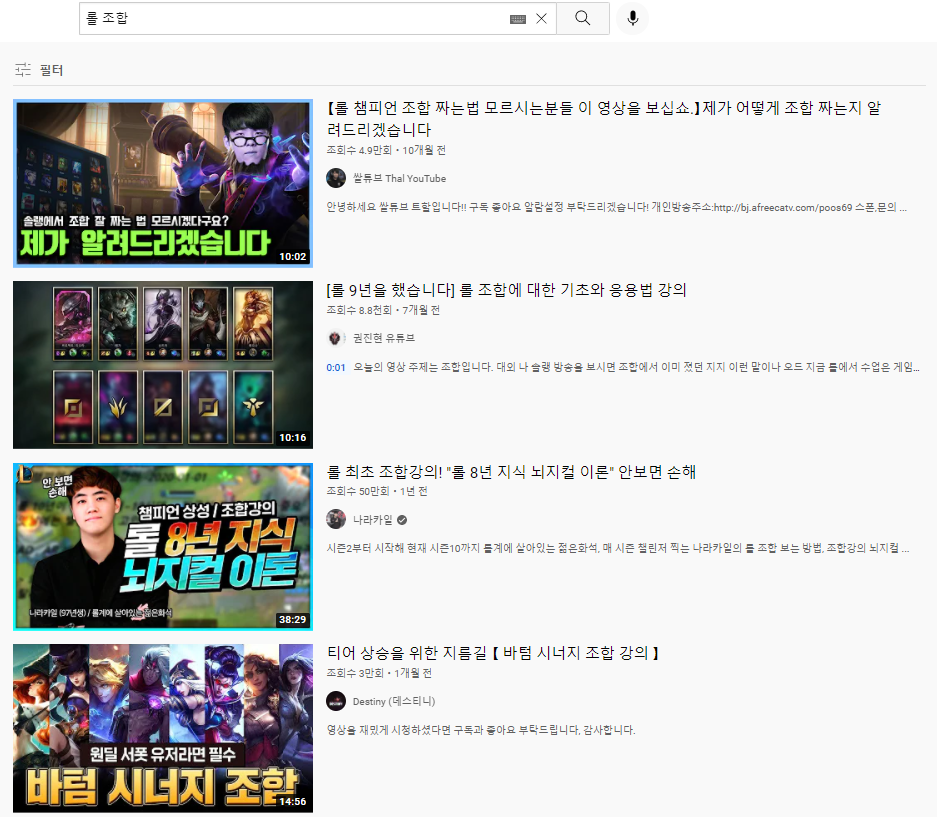 롤 조합
필터
솔랭에서 조합 잘 짜는 법 모르시겠다구요?
제가 알려드리겠습니다
10:02
【롤 챔피언 조합 짜는법 모르시는분들 이 영상을 보십쇼.】제가 어떻게 조합 짜는지 알
려드리겠습니다
조회수 4.9만회 • 10개월 전
쌀튜브 Thal YouTube
안녕하세요 쌀튜브 트할입니다!! 구독 좋아요 알람설정 부탁드리겠습니다! 개인방송주소:http://bj.afreecatv.com/poos69 스폰,문의 ...
10:16
[롤 9년을 했습니다] 롤 조합에 대한 기초와 응용법 강의
조회수 8.8천회 • 7개월 전
권진현 유튜브
0:01 오늘의 영상 주제는 조합입니다. 대외 나 솔랭 방송을 보시면 조합에서 이미 졌던 지지 이런 말이나 오드 지금 롤에서 수업은 게임...
안 보면
손해
챔피언 상성 / 조합강의
롤 8년 지식
뇌지컬 이론
나라카일 (97년생) / 롤계에 살아있는 젊은화석
38:29
롤 최초 조합강의! "롤 8년 지식 뇌지컬 이론" 안보면 손해
조회수 50만회 • 1년 전
나라카일
시즌2부터 시작해 현재 시즌10까지 롤계에 살아있는 젊은화석, 매 시즌 챌린저 찍는 나라카일의 롤 조합 보는 방법, 조합강의 뇌지컬 ...
원딜 서폿 유저라면 필수
바텀 시너지 조합
14:56
티어 상승을 위한 지름길 【 바텀 시너지 조합 강의 】
조회수 3만회 • 1개월 전
Destiny (데스티니)
영상을 재밌게 시청하셨다면 구독과 좋아요 부탁드립니다. 감사합니다.